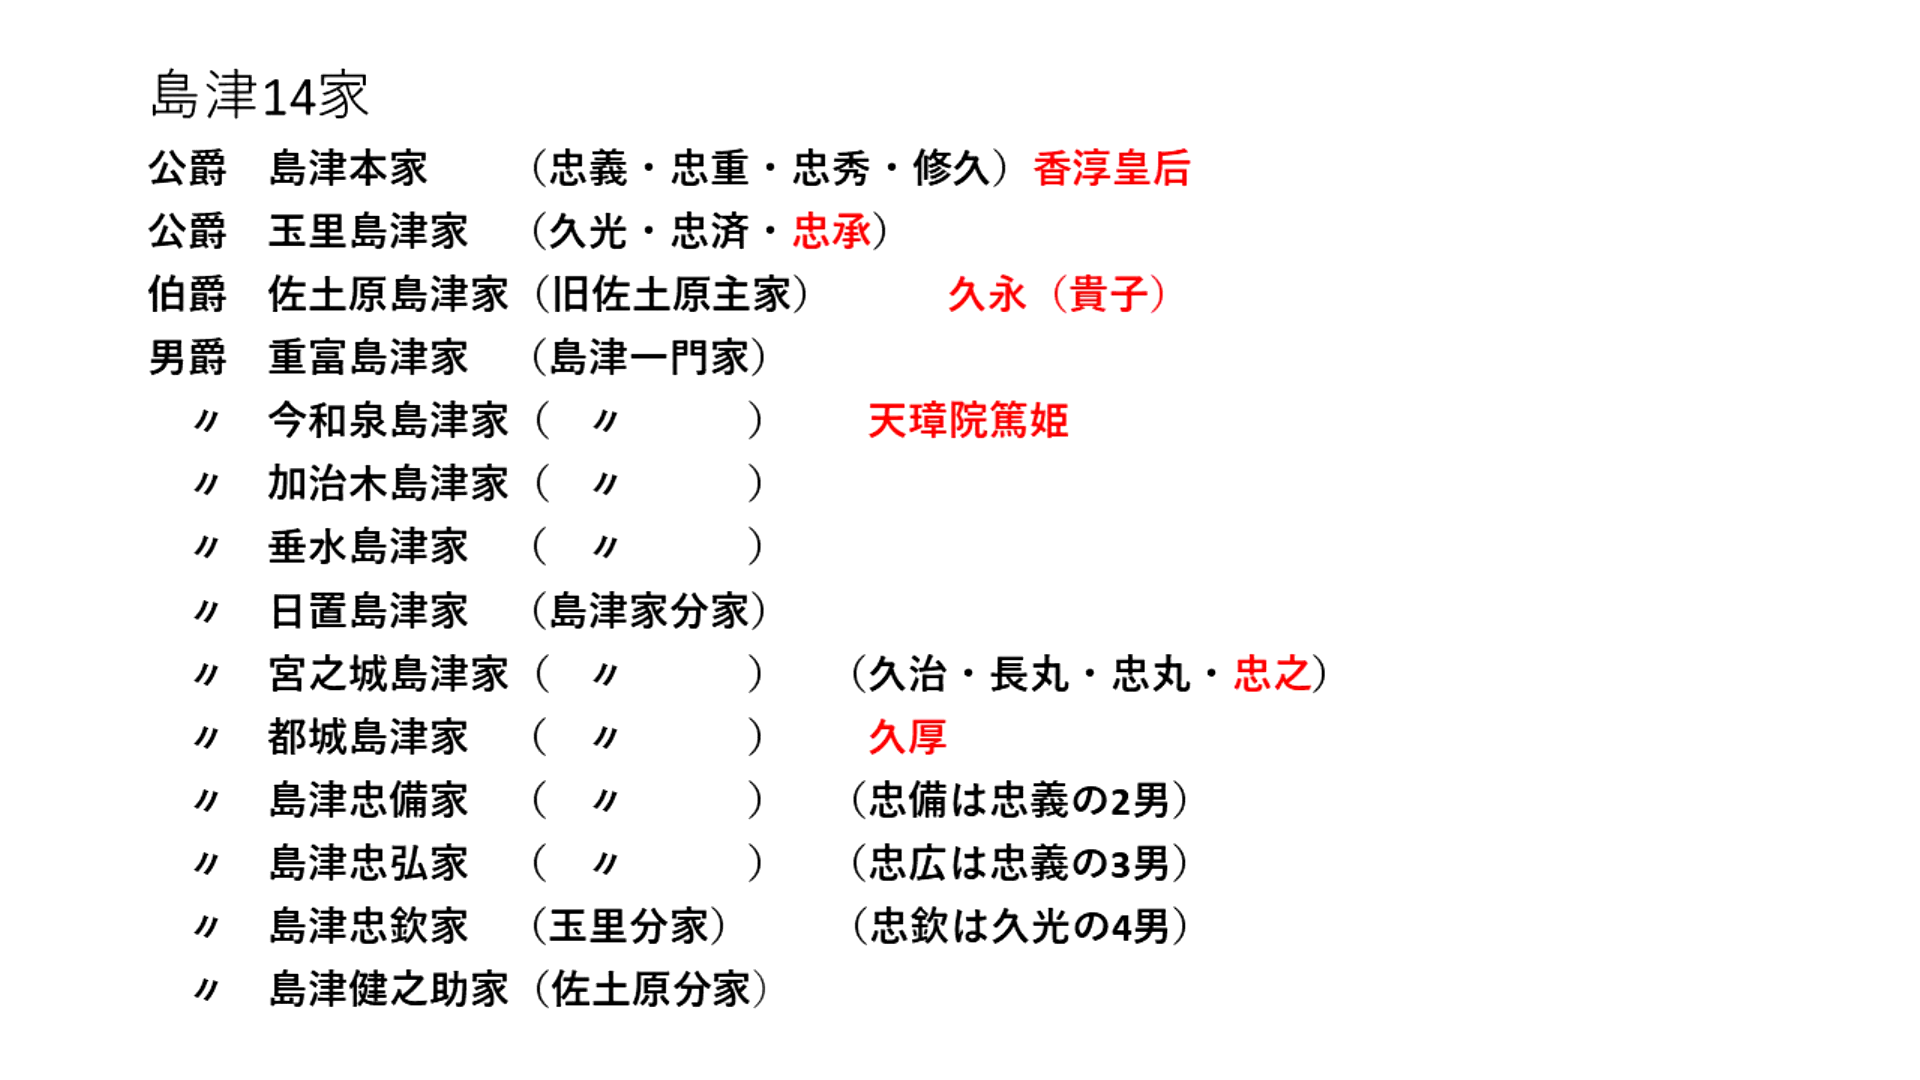 島津14家
公爵　島津本家　　（忠義・忠重・忠秀・修久）香淳皇后
公爵　玉里島津家　（久光・忠済・忠承）
伯爵　佐土原島津家（旧佐土原主家）　　　久永（貴子）
男爵　重富島津家　（島津一門家）
〃　今和泉島津家（　〃　　　）　　天璋院篤姫
〃　加治木島津家（　〃　　　）
〃　垂水島津家　（　〃　　　）
〃　日置島津家　（島津家分家）
〃　宮之城島津家（　〃　　　）　（久治・長丸・忠丸・忠之）
〃　都城島津家　（　〃　　　）　　久厚
〃　島津忠備家　（　〃　　　）　（忠備は忠義の2男）
〃　島津忠弘家　（　〃　　　）　（忠広は忠義の3男）
〃　島津忠欽家　（玉里分家）　　（忠欽は久光の4男）
〃　島津健之助家（佐土原分家）